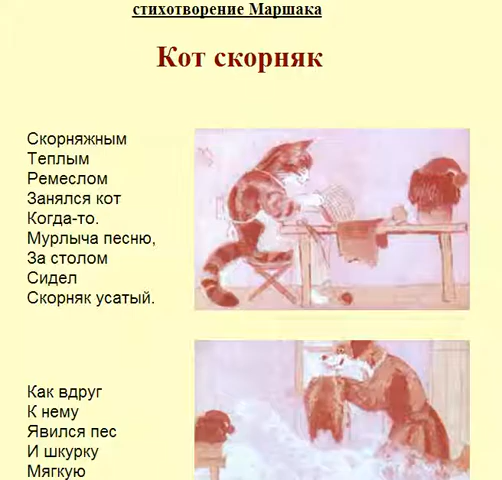 стихотворение Маршака
Кот скорняк
Скорняжным
Теплым
Ремеслом
Занялся кот
Когда-то.
Мурлыча песню,
За столом
Сидел
Скорняк усатый.
Как вдруг
К нему
Явился пес
И шкурку
Мягкую